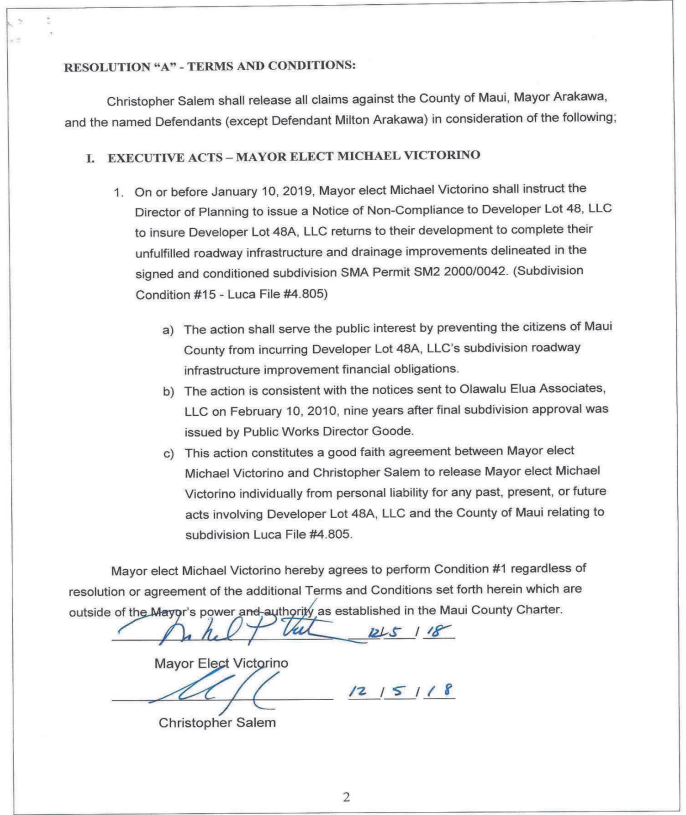 RESOLUTION “A” - TERMS AND CONDITIONS:
Christopher Salem shall release all claims against the County of Maui, Mayor Arakawa,
and the named Defendants (except Defendant Milton Arakawa) in consideration of the following;
I. EXECUTIVE ACTS – MAYOR ELECT MICHAEL VICTORINO
1. On or before January 10, 2019, Mayor elect Michael Victorino shall instruct the
Director of Planning to issue a Notice of Non-Compliance to Developer Lot 48, LLC
to insure Developer Lot 48A, LLC returns to their development to complete their
unfulfilled roadway infrastructure and drainage improvements delineated in the
signed and conditioned subdivision SMA Permit SM2 2000/0042. (Subdivision
Condition #15 - Luca File #4.805)
a) The action shall serve the public interest by preventing the citizens of Maui
County from incurring Developer Lot 48A, LLC’s subdivision roadway
infrastructure improvement financial obligations.
b) The action is consistent with the notices sent to Olawalu Elua Associates,
LLC on February 10, 2010, nine years after final subdivision approval was
issued by Public Works Director Goode.
c) This action constitutes a good faith agreement between Mayor elect
Michael Victorino and Christopher Salem to release Mayor elect Michael
Victorino individually from personal liability for any past, present, or future
acts involving Developer Lot 48A, LLC and the County of Maui relating to
subdivision Luca File #4.805.
Mayor elect Michael Victorino hereby agrees to perform Condition #1 regardless of
resolution or agreement of the additional Terms and Conditions set forth herein which are
outside of the Mayor’s power and authority as established in the Maui County Charter.
12/5/18
Mayor Elect Victorino
12/5/18
Christopher Salem
2